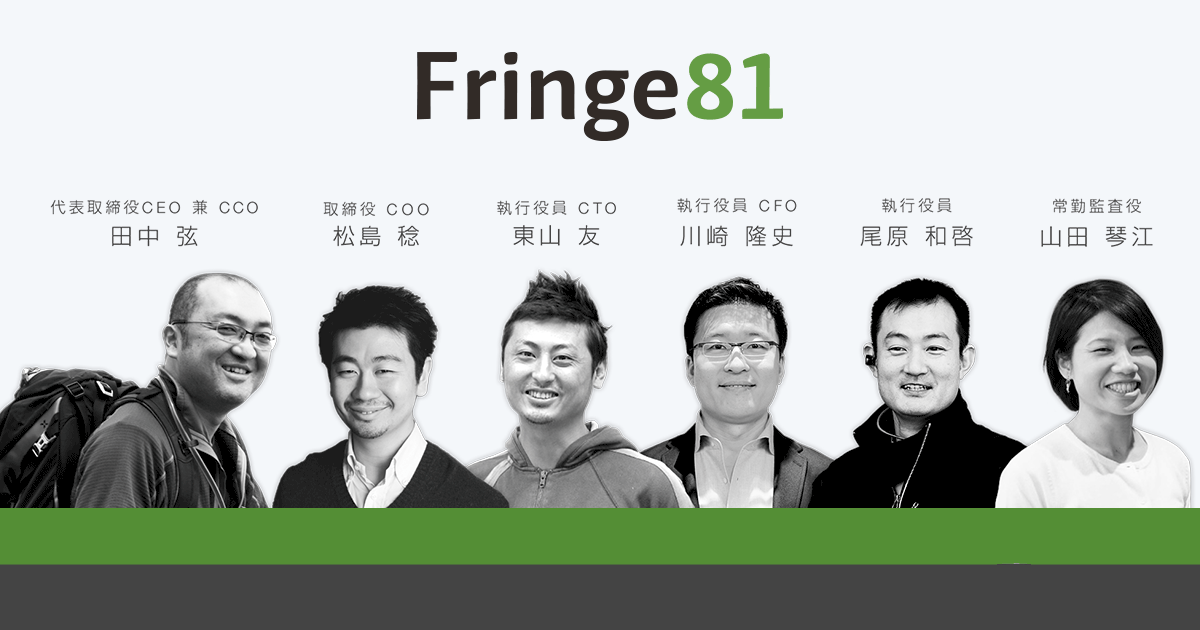 Fringe81
代表取締役CEO 兼 CCO
田中 弦
取締役 COO
松島 稔
執行役員 CTO
東山 友
執行役員 CFO
川崎 隆史
執行役員
尾原 和啓
常勤監査役
山田 琴江